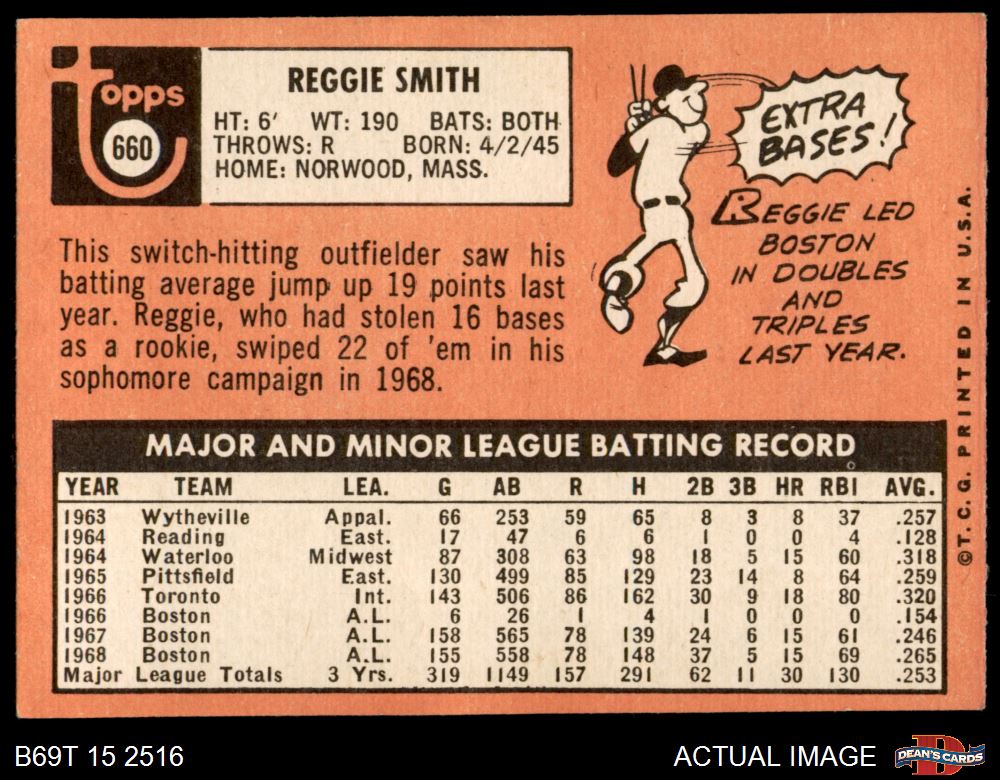 Topps
660
REGGIE SMITH
HT: 6' WT: 190 BATS: BOTH
THROWS: R BORN: 4/2/45
HOME: NORWOOD, MASS.
EXTRA
BASES!
REGGIE LED
BOSTON
IN DOUBLES
AND
TRIPLES
LAST YEAR.
This switch-hitting outfielder saw his
batting average jump up 19 points last
year. Reggie, who had stolen 16 bases
as a rookie, swiped 22 of 'em in his
sophomore campaign in 1968.
©T.C.G. PRINTED IN U.S.A.
MAJOR AND MINOR LEAGUE BATTING RECORD
YEAR TEAM LEA. G AB R H 2B 3B HR RBI AVG.
1963 Wytheville Appal. 66 253 59 65 8 3 8 37 .257
1964 Reading East. 17 47 6 6 1 0 0 4 .128
1964 Waterloo Midwest 87 308 63 98 18 5 15 60 .318
1965 Pittsfield East. 130 499 85 129 23 14 8 64 .259
1966 Toronto Int. 143 506 86 162 30 9 18 80 .320
1966 Boston A.L. 6 26 1 4 1 0 0 0 .154
1967 Boston A.L. 158 565 78 139 24 6 15 61 .246
1968 Boston A.L. 155 558 78 148 37 5 15 69 .265
Major League Totals 3 Yrs. 319 1149 157 291 62 11 30 130 .253
B69T 15 2516
ACTUAL IMAGE
DEAN'S CARDS